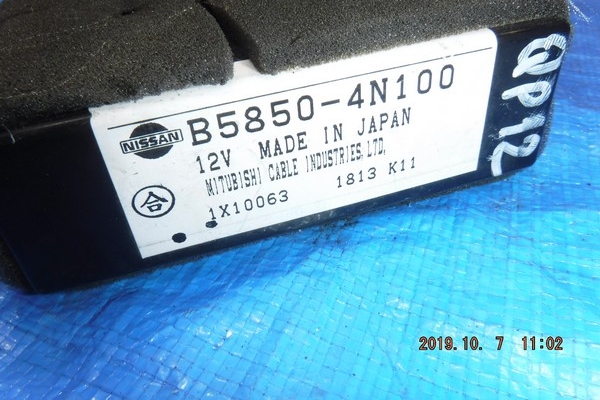 NISSAN B5850-4N100
12V MADE IN JAPAN
MITUBISHI CABLE INDUSTRIES,LTD,
合 1X10063 1813 K11
QP12
2019.10. 7 11:02